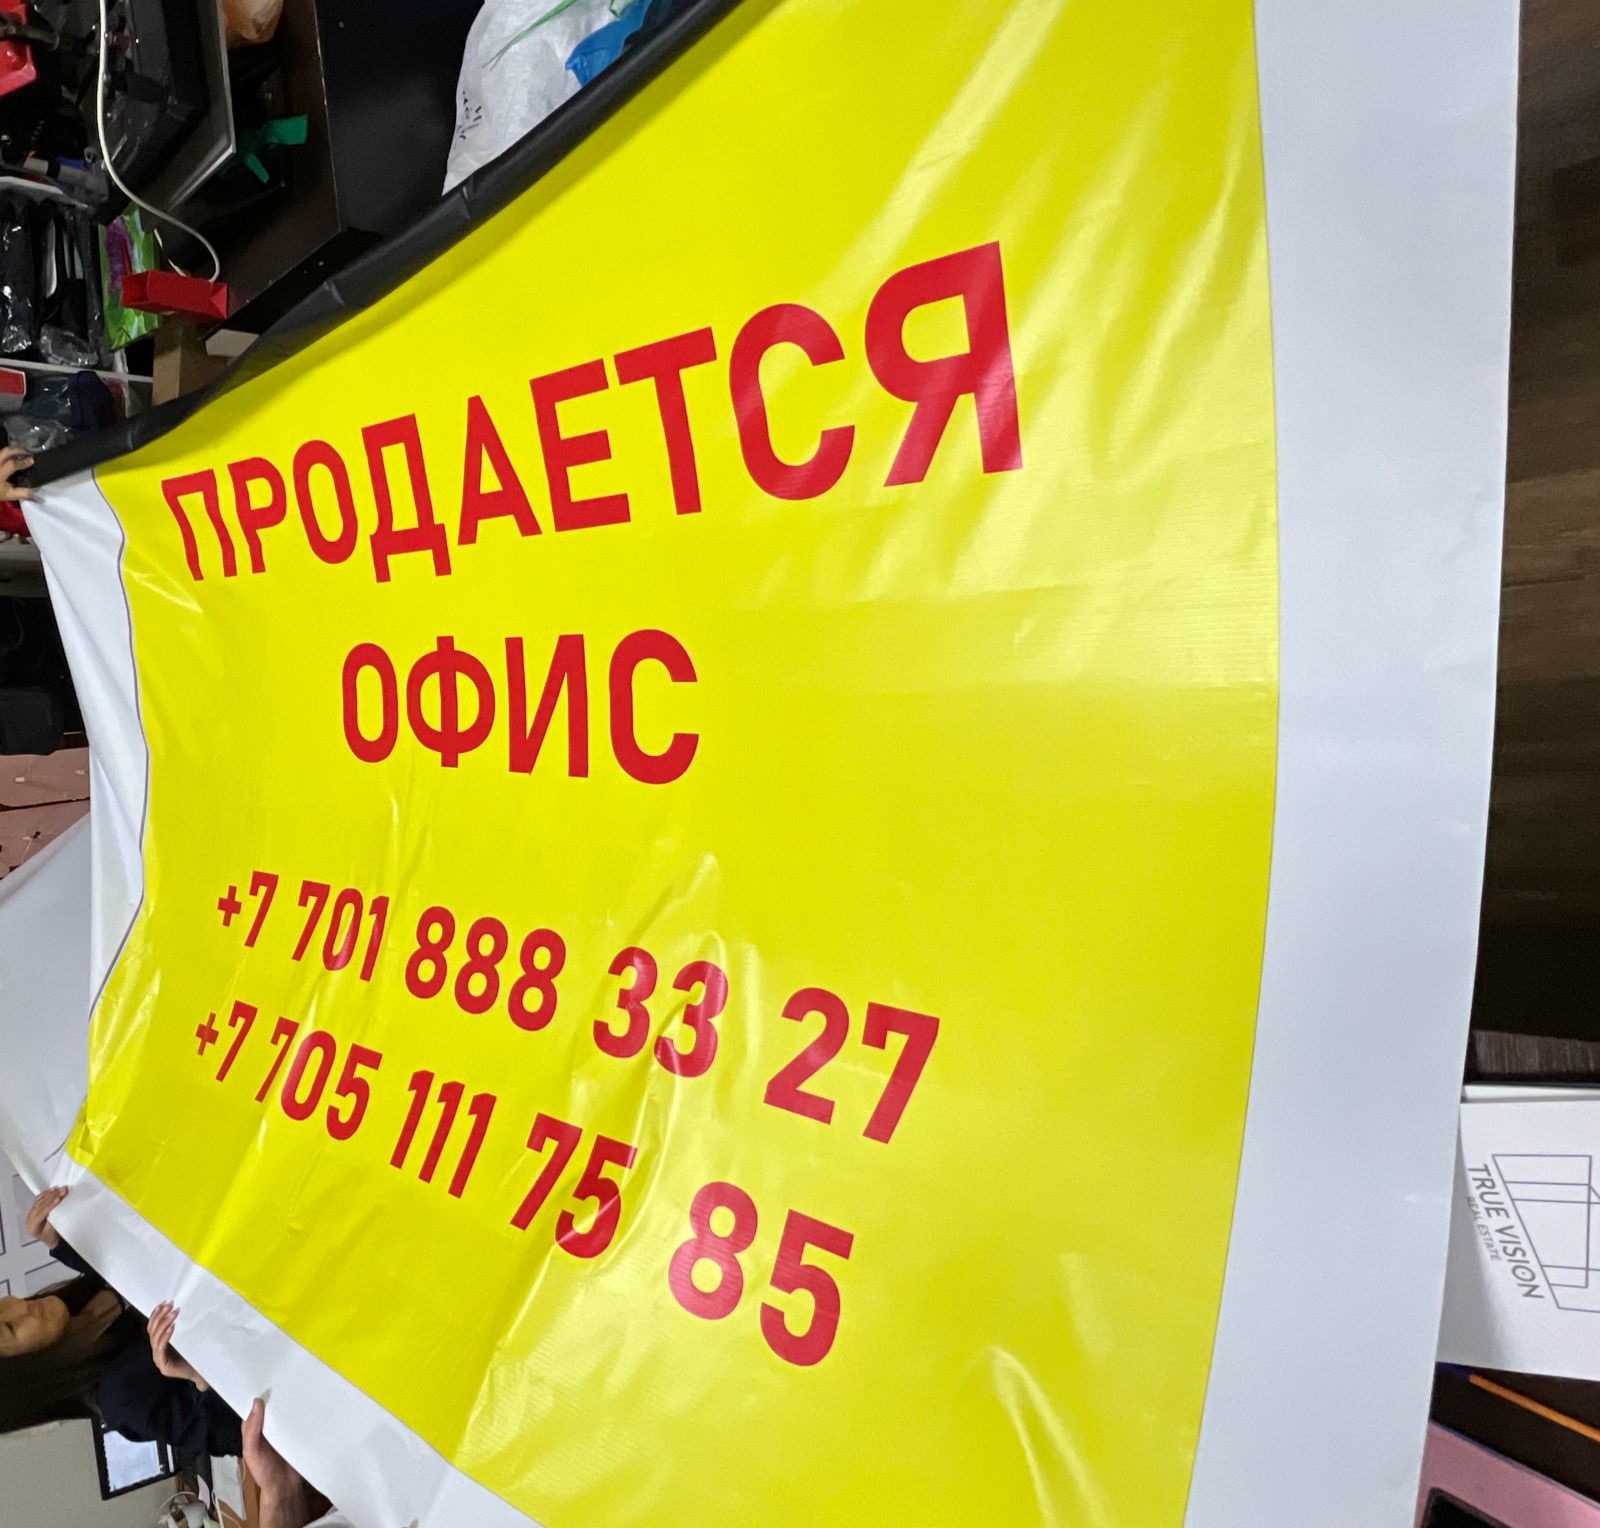 ПРОДАЕТСЯ
ОФИС
+7 701 888 33 27
+7 705 111 75 85
TRUE VISION
REAL ESTATE